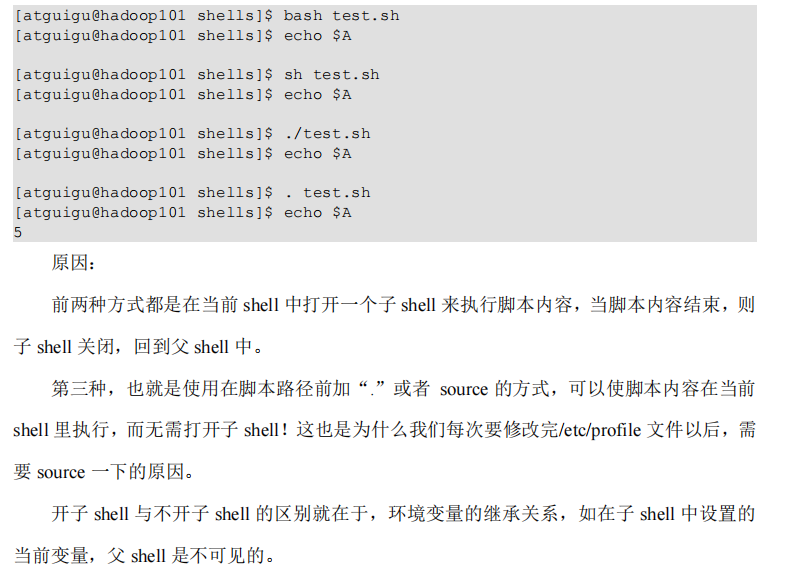 [atguigu@hadoop101 shells]$ bash test.sh
[atguigu@hadoop101 shells]$ echo $A
[atguigu@hadoop101 shells]$ sh test.sh
[atguigu@hadoop101 shells]$ echo $A
[atguigu@hadoop101 shells]$ ./test.sh
[atguigu@hadoop101 shells]$ echo $A
[atguigu@hadoop101 shells]$ . test.sh
[atguigu@hadoop101 shells]$ echo $A
5
原因：
前两种方式都是在当前 shell 中打开一个子 shell 来执行脚本内容，当脚本内容结束，则
子 shell 关闭，回到父 shell 中。
第三种，也就是使用在脚本路径前加“.”或者 source 的方式，可以使脚本内容在当前
shell 里执行，而无需打开子 shell！这也是为什么我们每次要修改完/etc/profile 文件以后，需
要 source 一下的原因。
开子 shell 与不开子 shell 的区别就在于，环境变量的继承关系，如在子 shell 中设置的
当前变量，父 shell 是不可见的。